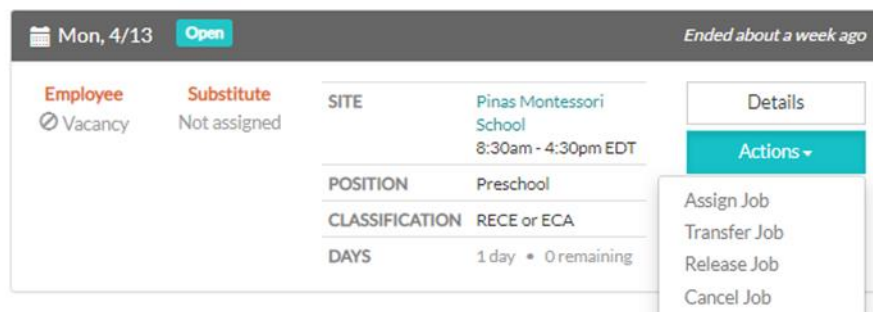 Mon, 4/13 Open Ended about a week ago
Employee
Vacancy
Substitute
Not assigned
SITE Pinas Montessori
School
8:30am - 4:30pm EDT
POSITION Preschool
CLASSIFICATION RECE or ECA
DAYS 1 day • 0 remaining
Details
Actions
Assign Job
Transfer Job
Release Job
Cancel Job